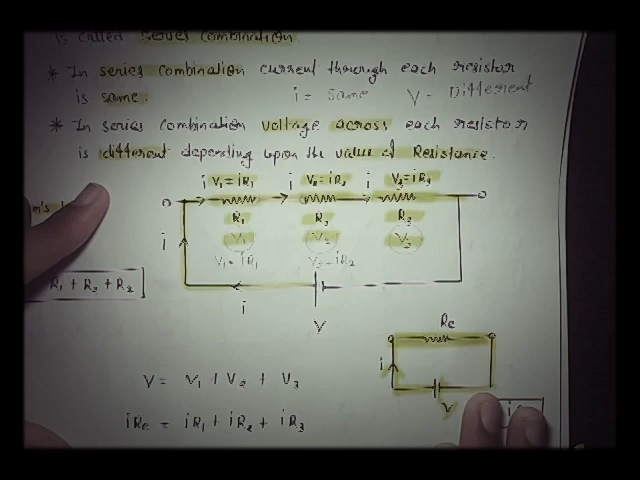 is called series combination
* In series combination current through each resistor
is same. i = Same V - Different
* In series combination voltage across each resistor
is different depending upon the value of Resistance.
i V₁=iR₁ i V₂=iR₂ i V₃=iR₃
R₁ R₂ R₃
V₁ V₂ V₃
V₁=iR₁ V₂=iR₂
i
i
V
R₁ + R₂ + R₃
Re
i
V
V = V₁ + V₂ + V₃
iRe = iR₁ + iR₂ + iR₃